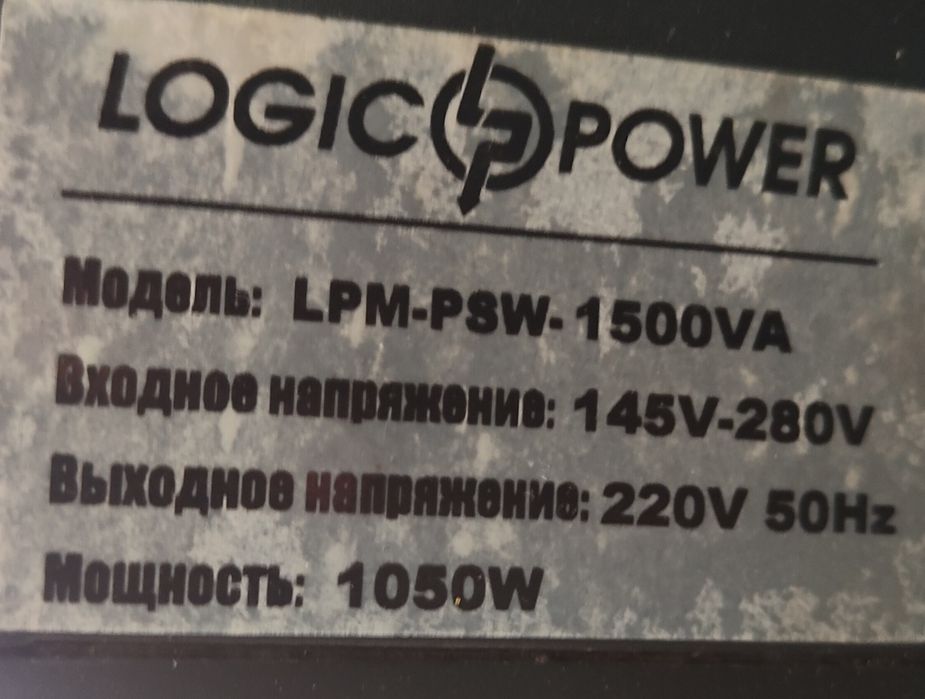 LOGIC POWER
Модель: LPM-PSW-1500VA
Входное напряжение: 145V-280V
Выходное напряжение: 220V 50Hz
Мощность: 1050W